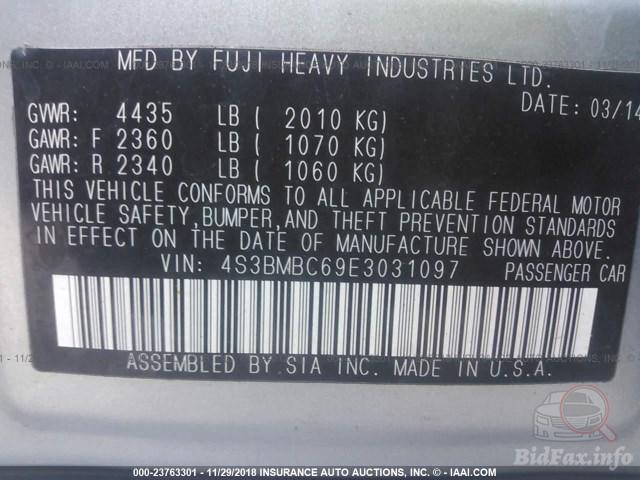 MFD BY FUJI HEAVY INDUSTRIES LTD.
DATE: 03/14
GVWR: 4435 LB ( 2010 KG)
GAWR: F 2360 LB ( 1070 KG)
GAWR: R 2340 LB ( 1060 KG)
THIS VEHICLE CONFORMS TO ALL APPLICABLE FEDERAL MOTOR
VEHICLE SAFETY, BUMPER, AND THEFT PREVENTION STANDARDS
IN EFFECT ON THE DATE OF MANUFACTURE SHOWN ABOVE.
VIN: 4S3BMBC69E3031097 PASSENGER CAR
ASSEMBLED BY SIA INC. MADE IN U.S.A.
BidFax.info
000-23763301 - 11/29/2018 INSURANCE AUTO AUCTIONS, INC. - © IAAI.COM